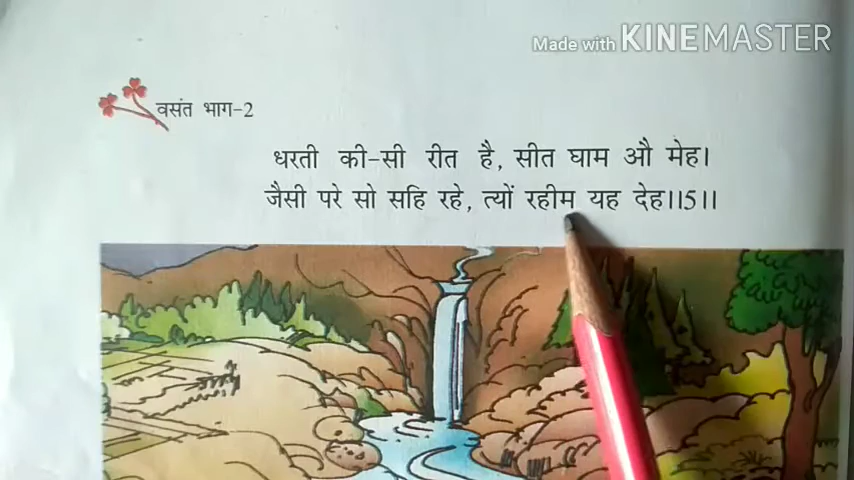 Made with KINEMASTER
वसंत भाग-2
धरती की-सी रीत है, सीत घाम औ मेह।
जैसी परे सो सहि रहे, त्यों रहीम यह देह।।5।।